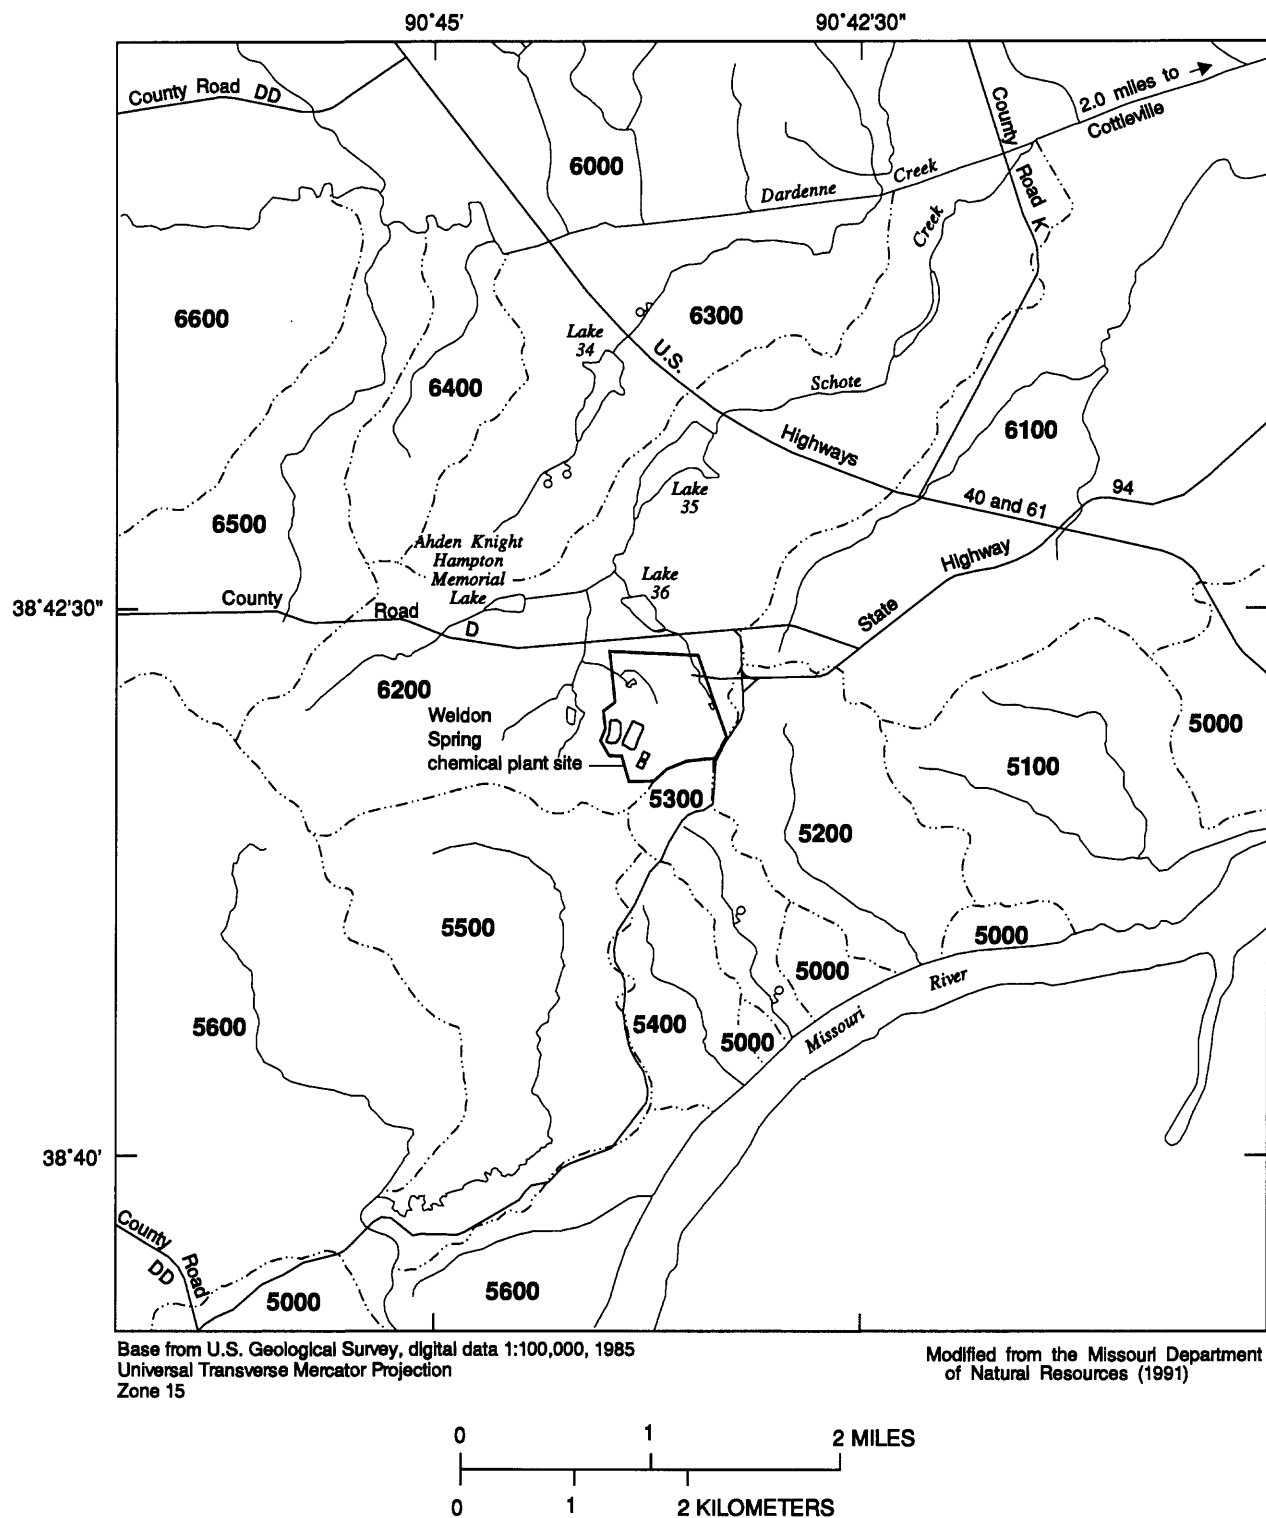 90°45'
90°42'30"
County Road DD
2.0 miles to
Cottleville
County
Road K
6000
Dardenne Creek
Creek
6600
6300
Lake
34
U.S.
6400
Schote
6100
Highways
Lake
35
40 and 61
94
6500
Ahden Knight
Hampton
Memorial
Lake
Highway
Lake
36
38°42'30"
County Road
D
State
6200
Weldon
Spring
chemical plant site
5000
5100
5300
5200
5500
5000
5000
River
5600
5400
5000
Missouri
38°40'
County
Road
DD
5000
5600
Base from U.S. Geological Survey, digital data 1:100,000, 1985
Universal Transverse Mercator Projection
Zone 15
Modified from the Missouri Department
of Natural Resources (1991)
0 1 2 MILES
0 1 2 KILOMETERS